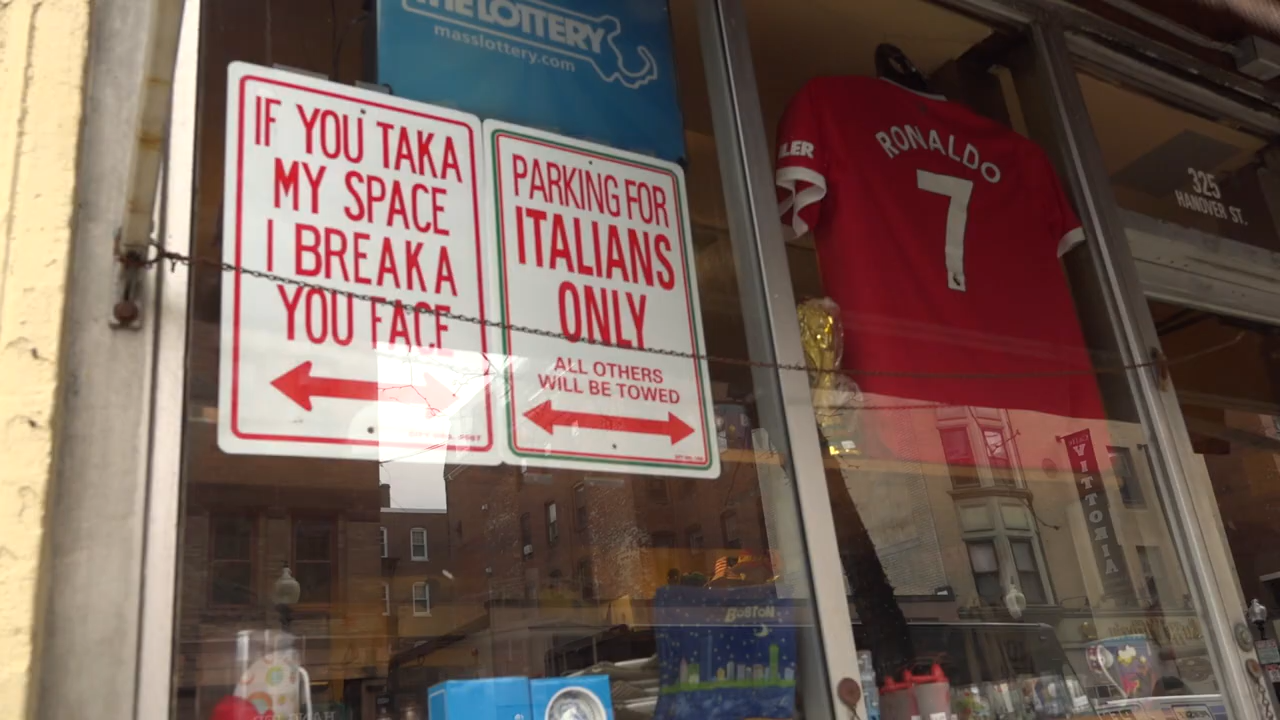 THE LOTTERY
masslottery.com
IF YOU TAKA
MY SPACE
I BREAK A
YOU FACE
PARKING FOR
ITALIANS
ONLY
ALL OTHERS
WILL BE TOWED
LER
RONALDO
7
325
HANOVER ST.
VITTORIA
BOSTON